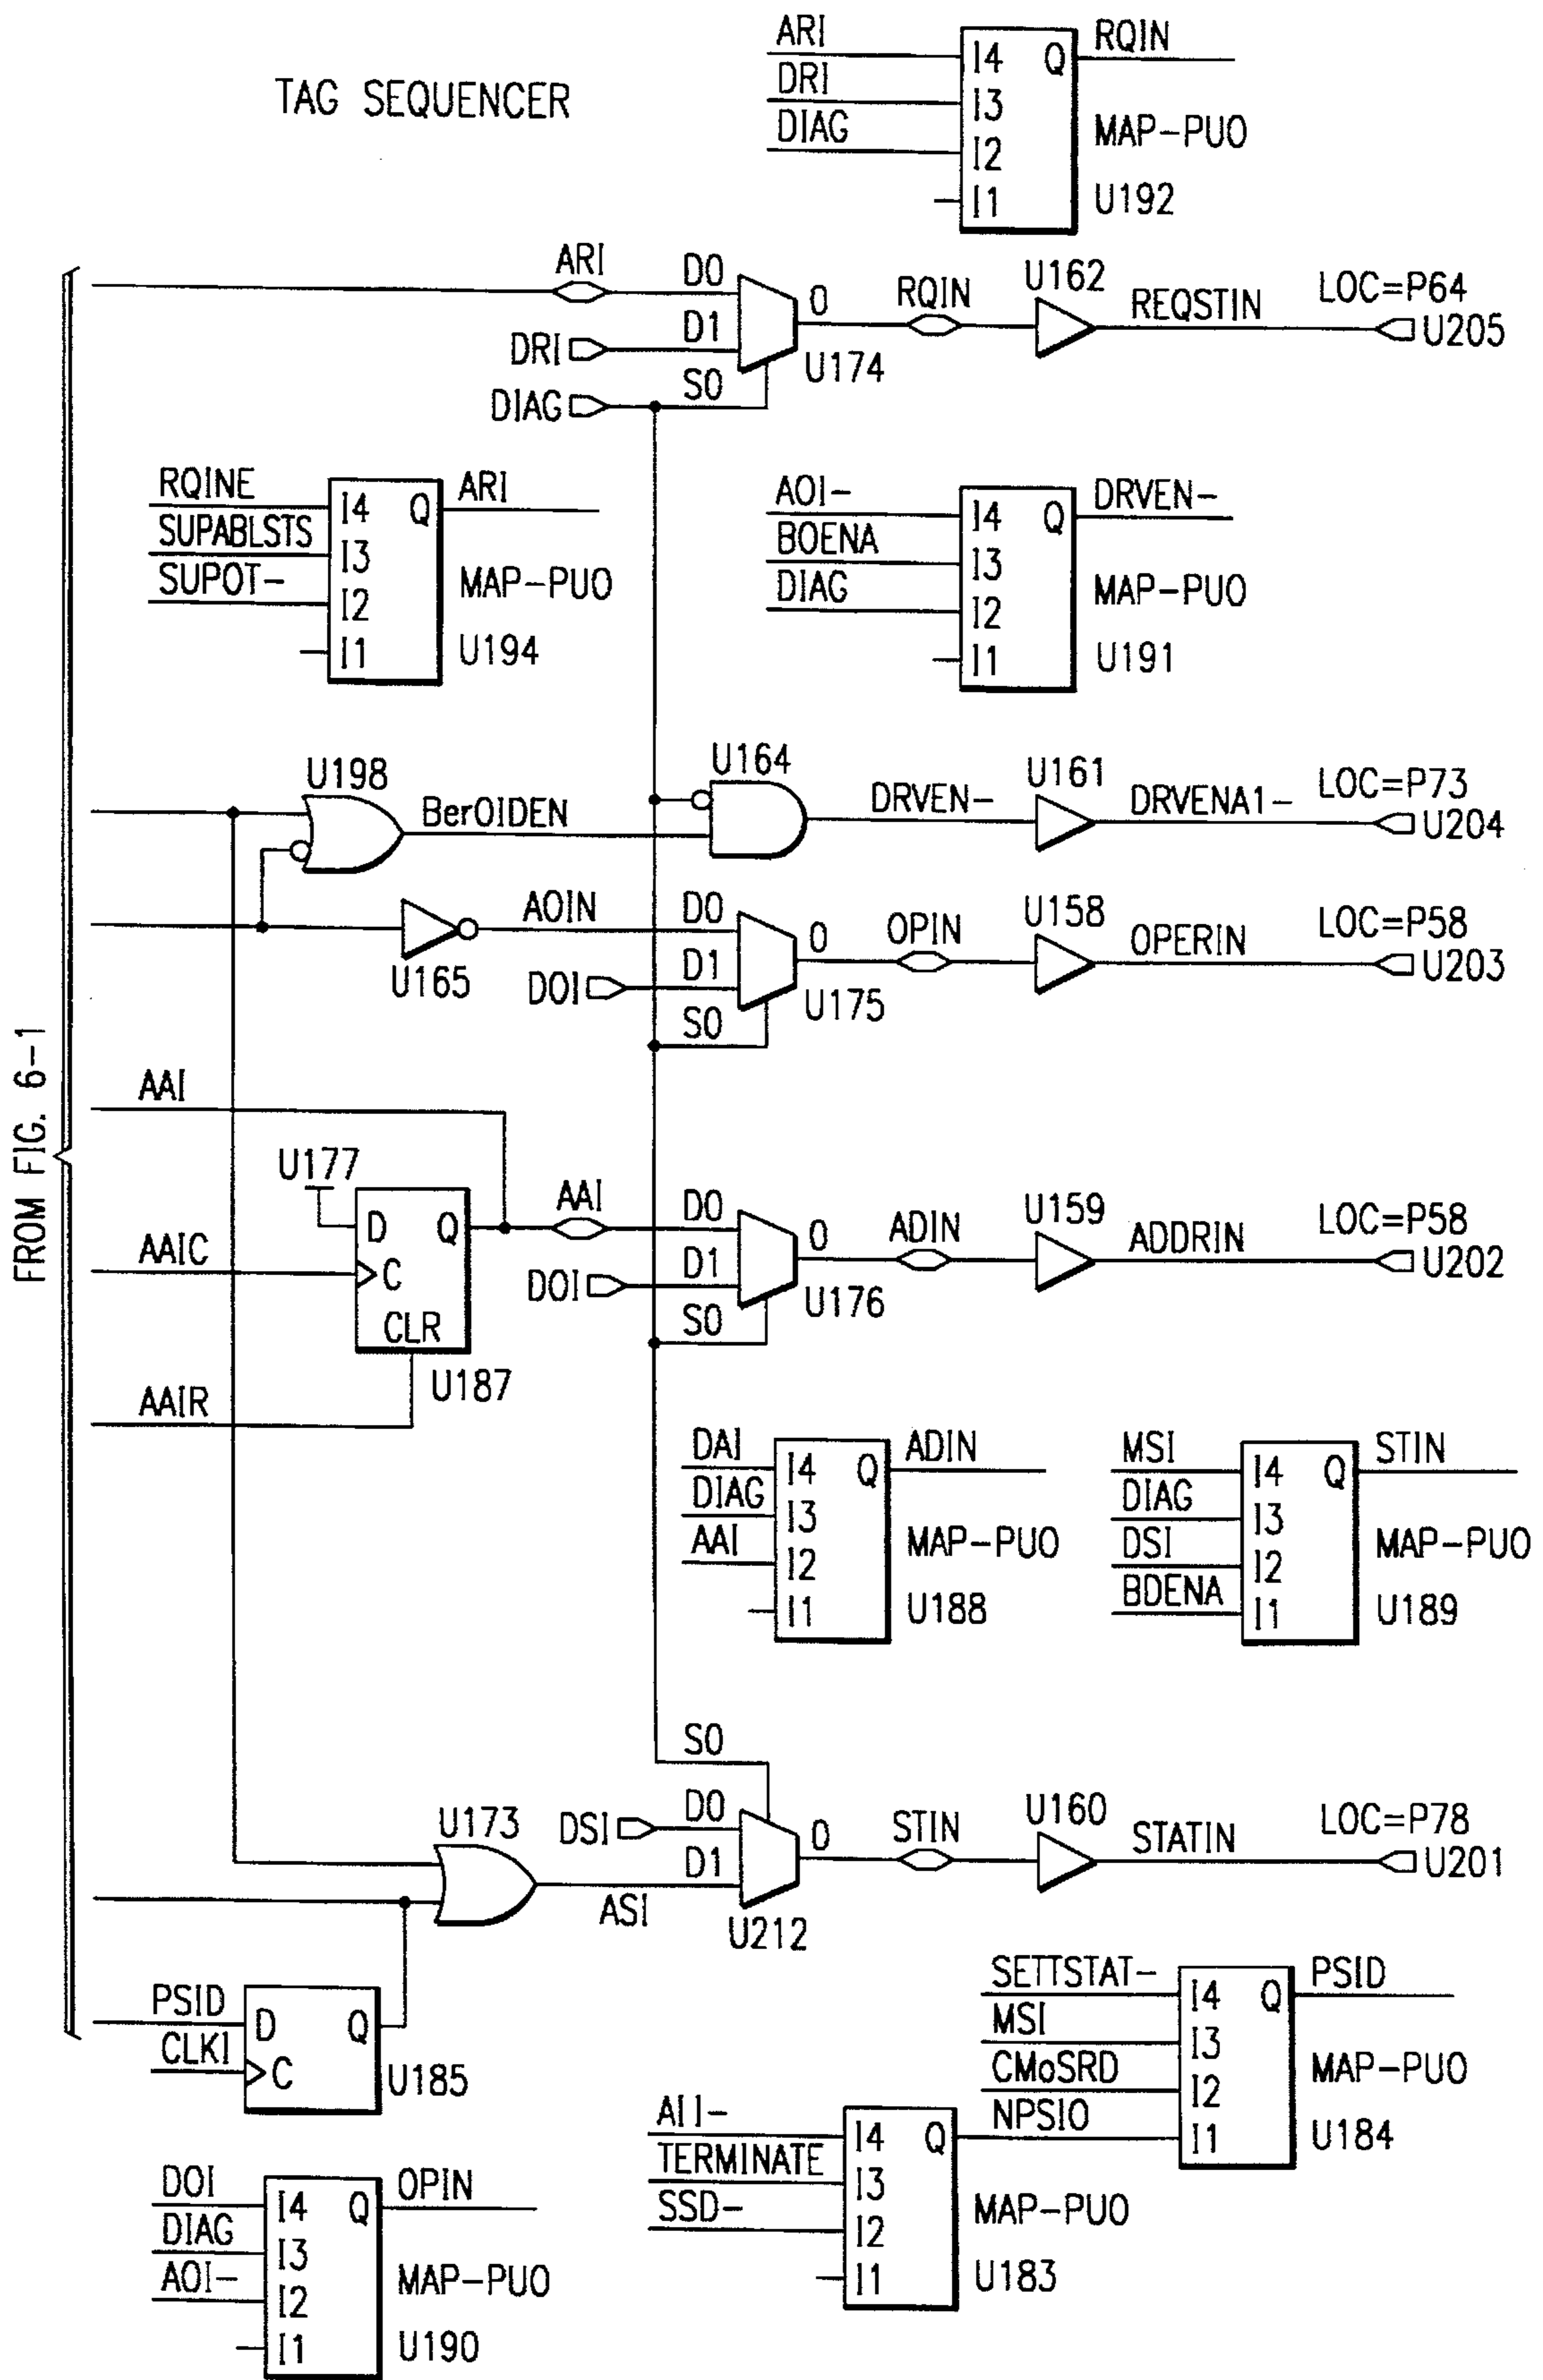 TAG SEQUENCER
ARI
DRI
DIAG
I4 Q
I3
I2
I1
RQIN
MAP-PUO
U192
FROM FIG. 6-1
ARI
DRI
DIAG
D0
D1
S0
O
U174
RQIN
U162
REQSTIN
LOC=P64
U205
RQINE
SUPABLSTS
SUPOT-
I4 Q
I3
I2
I1
ARI
MAP-PUO
U194
AOI-
BOENA
DIAG
I4 Q
I3
I2
I1
DRVEN-
MAP-PUO
U191
U198
BerOIDEN
U164
DRVEN-
U161
DRVENA1-
LOC=P73
U204
U165
AOIN
DOI
D0
D1
S0
O
U175
OPIN
U158
OPERIN
LOC=P58
U203
AAI
U177
AAIC
AAIR
D Q
C
CLR
U187
AAI
DOI
D0
D1
S0
O
U176
ADIN
U159
ADDRIN
LOC=P58
U202
DAI
DIAG
AAI
I4 Q
I3
I2
I1
ADIN
MAP-PUO
U188
MSI
DIAG
DSI
BDENA
I4 Q
I3
I2
I1
STIN
MAP-PUO
U189
U173
ASI
DSI
S0
D0
D1
O
U212
STIN
U160
STATIN
LOC=P78
U201
PSID
CLKI
D Q
C
U185
SETTSTAT-
MSI
CMoSRD
NPSIO
I4 Q
I3
I2
I1
PSID
MAP-PUO
U184
AII-
TERMINATE
SSD-
I4 Q
I3
I2
I1
MAP-PUO
U183
DOI
DIAG
AOI-
I4 Q
I3
I2
I1
OPIN
MAP-PUO
U190